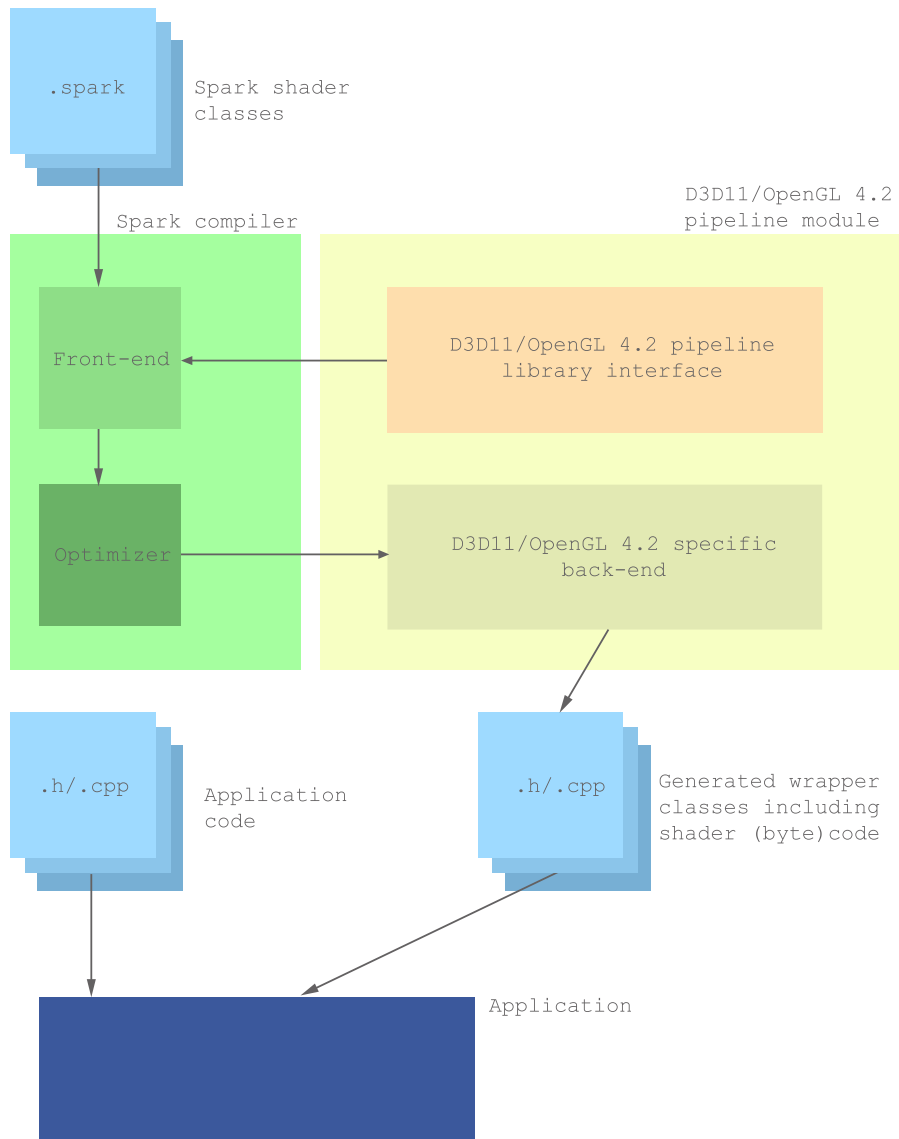 .spark
Spark shader
classes
D3D11/OpenGL 4.2
pipeline module
Spark compiler
Front-end
D3D11/OpenGL 4.2 pipeline
library interface
Optimizer
D3D11/OpenGL 4.2 specific
back-end
.h/.cpp
Application
code
.h/.cpp
Generated wrapper
classes including
shader (byte)code
Application